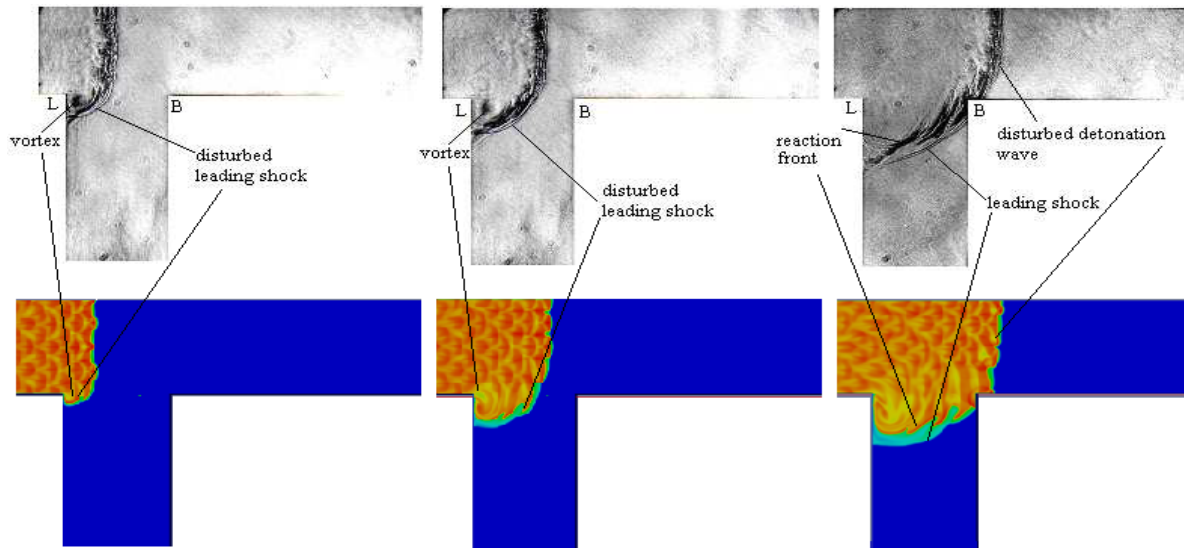 L
B
vortex
disturbed
leading shock
L
B
vortex
disturbed
leading shock
L
B
reaction
front
disturbed detonation
wave
leading shock